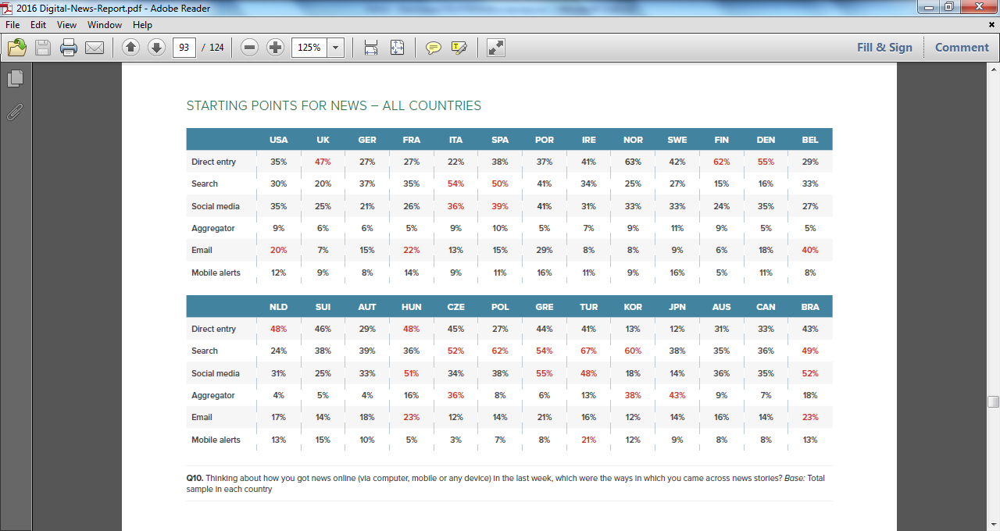 2016 Digital-News-Report.pdf - Adobe Reader
File Edit View Window Help
93 / 124 125% Fill & Sign Comment
STARTING POINTS FOR NEWS – ALL COUNTRIES
USA UK GER FRA ITA SPA POR IRE NOR SWE FIN DEN BEL
Direct entry 35% 47% 27% 27% 22% 38% 37% 41% 63% 42% 62% 55% 29%
Search 30% 20% 37% 35% 54% 50% 41% 34% 25% 27% 15% 16% 33%
Social media 35% 25% 21% 26% 36% 39% 41% 31% 33% 33% 24% 35% 27%
Aggregator 9% 6% 6% 5% 9% 10% 5% 7% 9% 11% 9% 5% 5%
Email 20% 7% 15% 22% 13% 15% 29% 8% 8% 9% 6% 18% 40%
Mobile alerts 12% 9% 8% 14% 9% 11% 16% 11% 9% 16% 5% 11% 8%
NLD SUI AUT HUN CZE POL GRE TUR KOR JPN AUS CAN BRA
Direct entry 48% 46% 29% 48% 45% 27% 44% 41% 13% 12% 31% 33% 43%
Search 24% 38% 39% 36% 52% 62% 54% 67% 60% 38% 35% 36% 49%
Social media 31% 25% 33% 51% 34% 38% 55% 48% 18% 14% 36% 35% 52%
Aggregator 4% 5% 4% 16% 36% 8% 6% 13% 38% 43% 9% 7% 18%
Email 17% 14% 18% 23% 12% 14% 21% 16% 12% 14% 16% 14% 23%
Mobile alerts 13% 15% 10% 5% 3% 7% 8% 21% 12% 9% 8% 8% 13%
Q10. Thinking about how you got news online (via computer, mobile or any device) in the last week, which were the ways in which you came across news stories? Base: Total
sample in each country